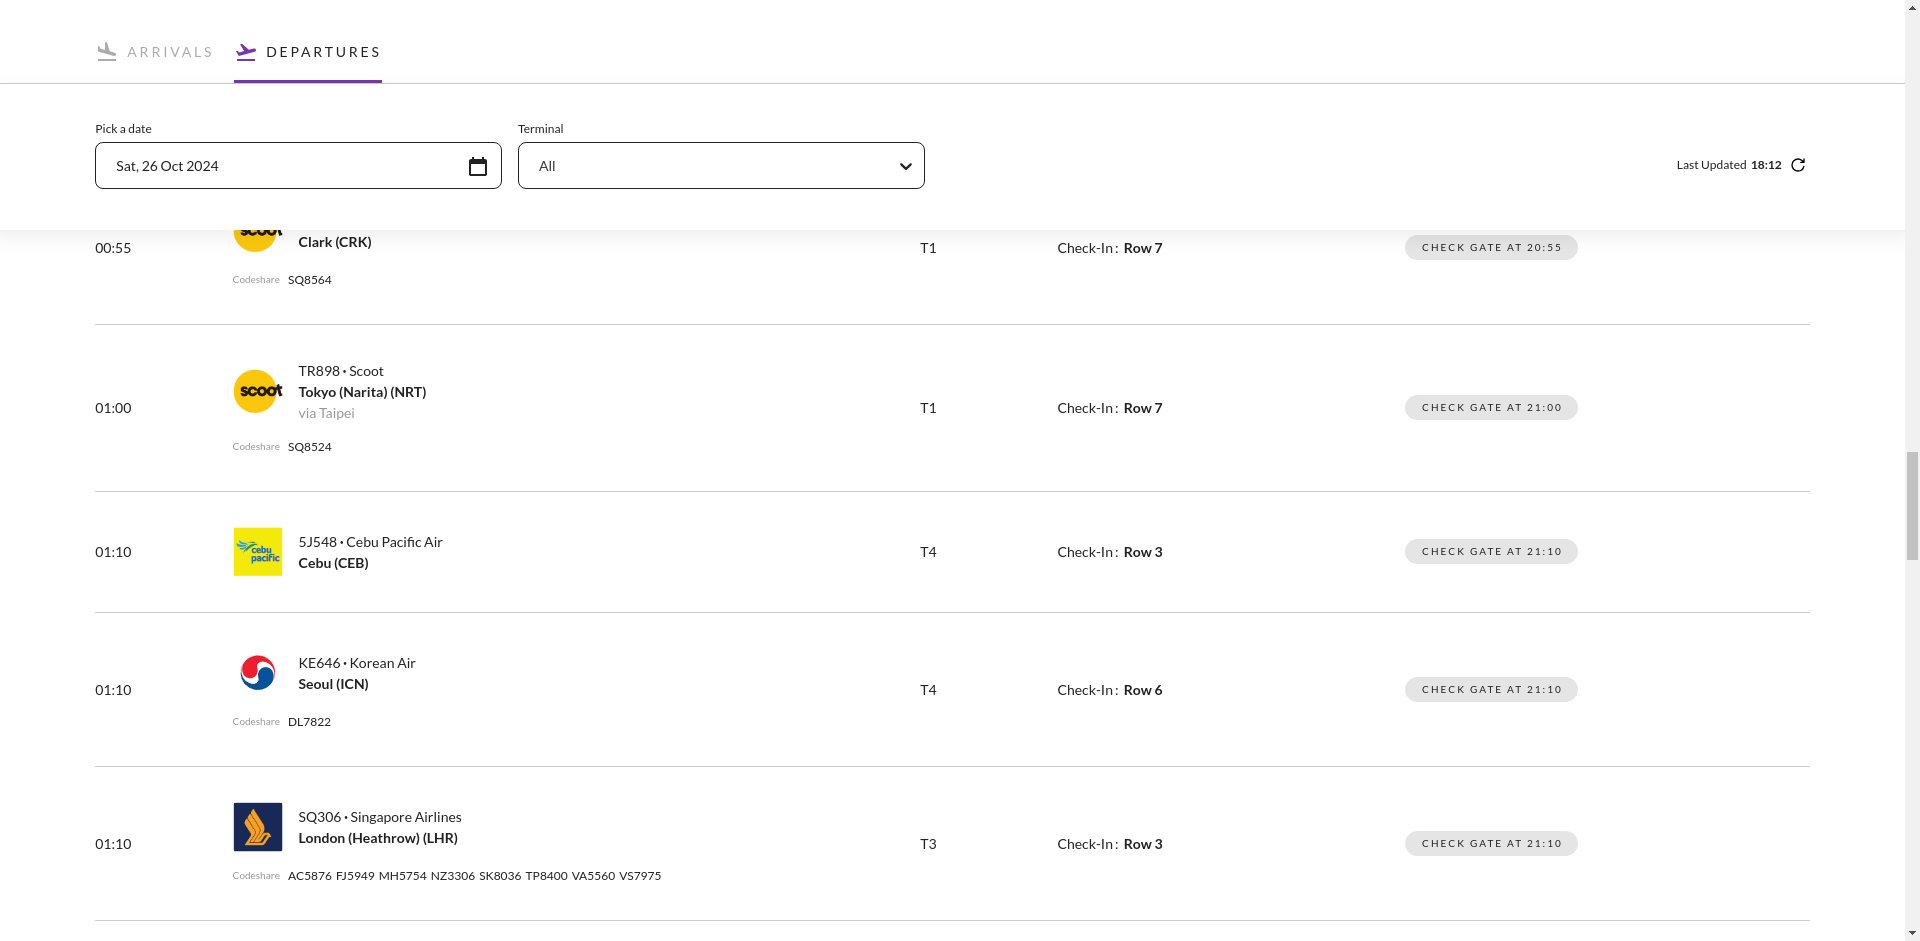 ARRIVALS
DEPARTURES
Pick a date
Terminal
Sat, 26 Oct 2024
All
Last Updated 18:12
scoot
00:55
Clark (CRK)
T1
Check-In : Row 7
CHECK GATE AT 20:55
Codeshare SQ8564
TR898 • Scoot
scoot
Tokyo (Narita) (NRT)
via Taipei
01:00
T1
Check-In : Row 7
CHECK GATE AT 21:00
Codeshare SQ8524
01:10
cebu
pacific
5J548 • Cebu Pacific Air
Cebu (CEB)
T4
Check-In : Row 3
CHECK GATE AT 21:10
01:10
KE646 • Korean Air
Seoul (ICN)
T4
Check-In : Row 6
CHECK GATE AT 21:10
Codeshare DL7822
01:10
SQ306 • Singapore Airlines
London (Heathrow) (LHR)
T3
Check-In : Row 3
CHECK GATE AT 21:10
Codeshare AC5876 FJ5949 MH5754 NZ3306 SK8036 TP8400 VA5560 VS7975